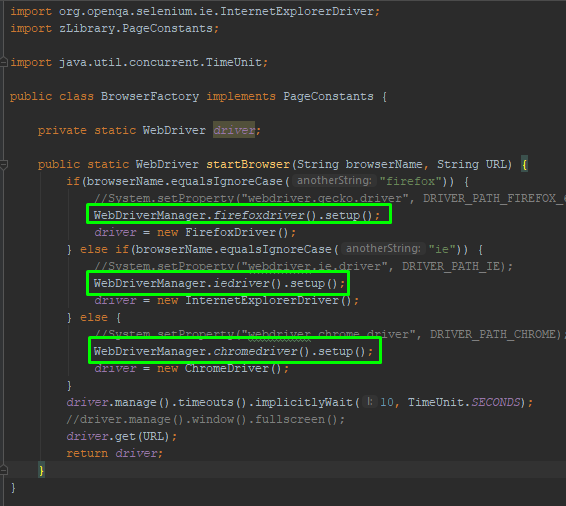 import org.openqa.selenium.ie.InternetExplorerDriver;
import zLibrary.PageConstants;
import java.util.concurrent.TimeUnit;
public class BrowserFactory implements PageConstants {
private static WebDriver driver;
public static WebDriver startBrowser(String browserName, String URL) {
if(browserName.equalsIgnoreCase( anotherString: "firefox")) {
//System.setProperty("webdriver.gecko.driver", DRIVER_PATH_FIREFOX_
WebDriverManager.firefoxdriver().setup();
driver = new FirefoxDriver();
} else if(browserName.equalsIgnoreCase( anotherString: "ie")) {
//System.setProperty("webdriver.ie.driver", DRIVER_PATH_IE);
WebDriverManager.iedriver().setup();
driver = new InternetExplorerDriver();
} else {
//System.setProperty("webdriver.chrome.driver", DRIVER_PATH_CHROME);
WebDriverManager.chromedriver().setup();
driver = new ChromeDriver();
}
driver.manage().timeouts().implicitlyWait( l: 10, TimeUnit.SECONDS);
//driver.manage().window().fullscreen();
driver.get(URL);
return driver;
}
}